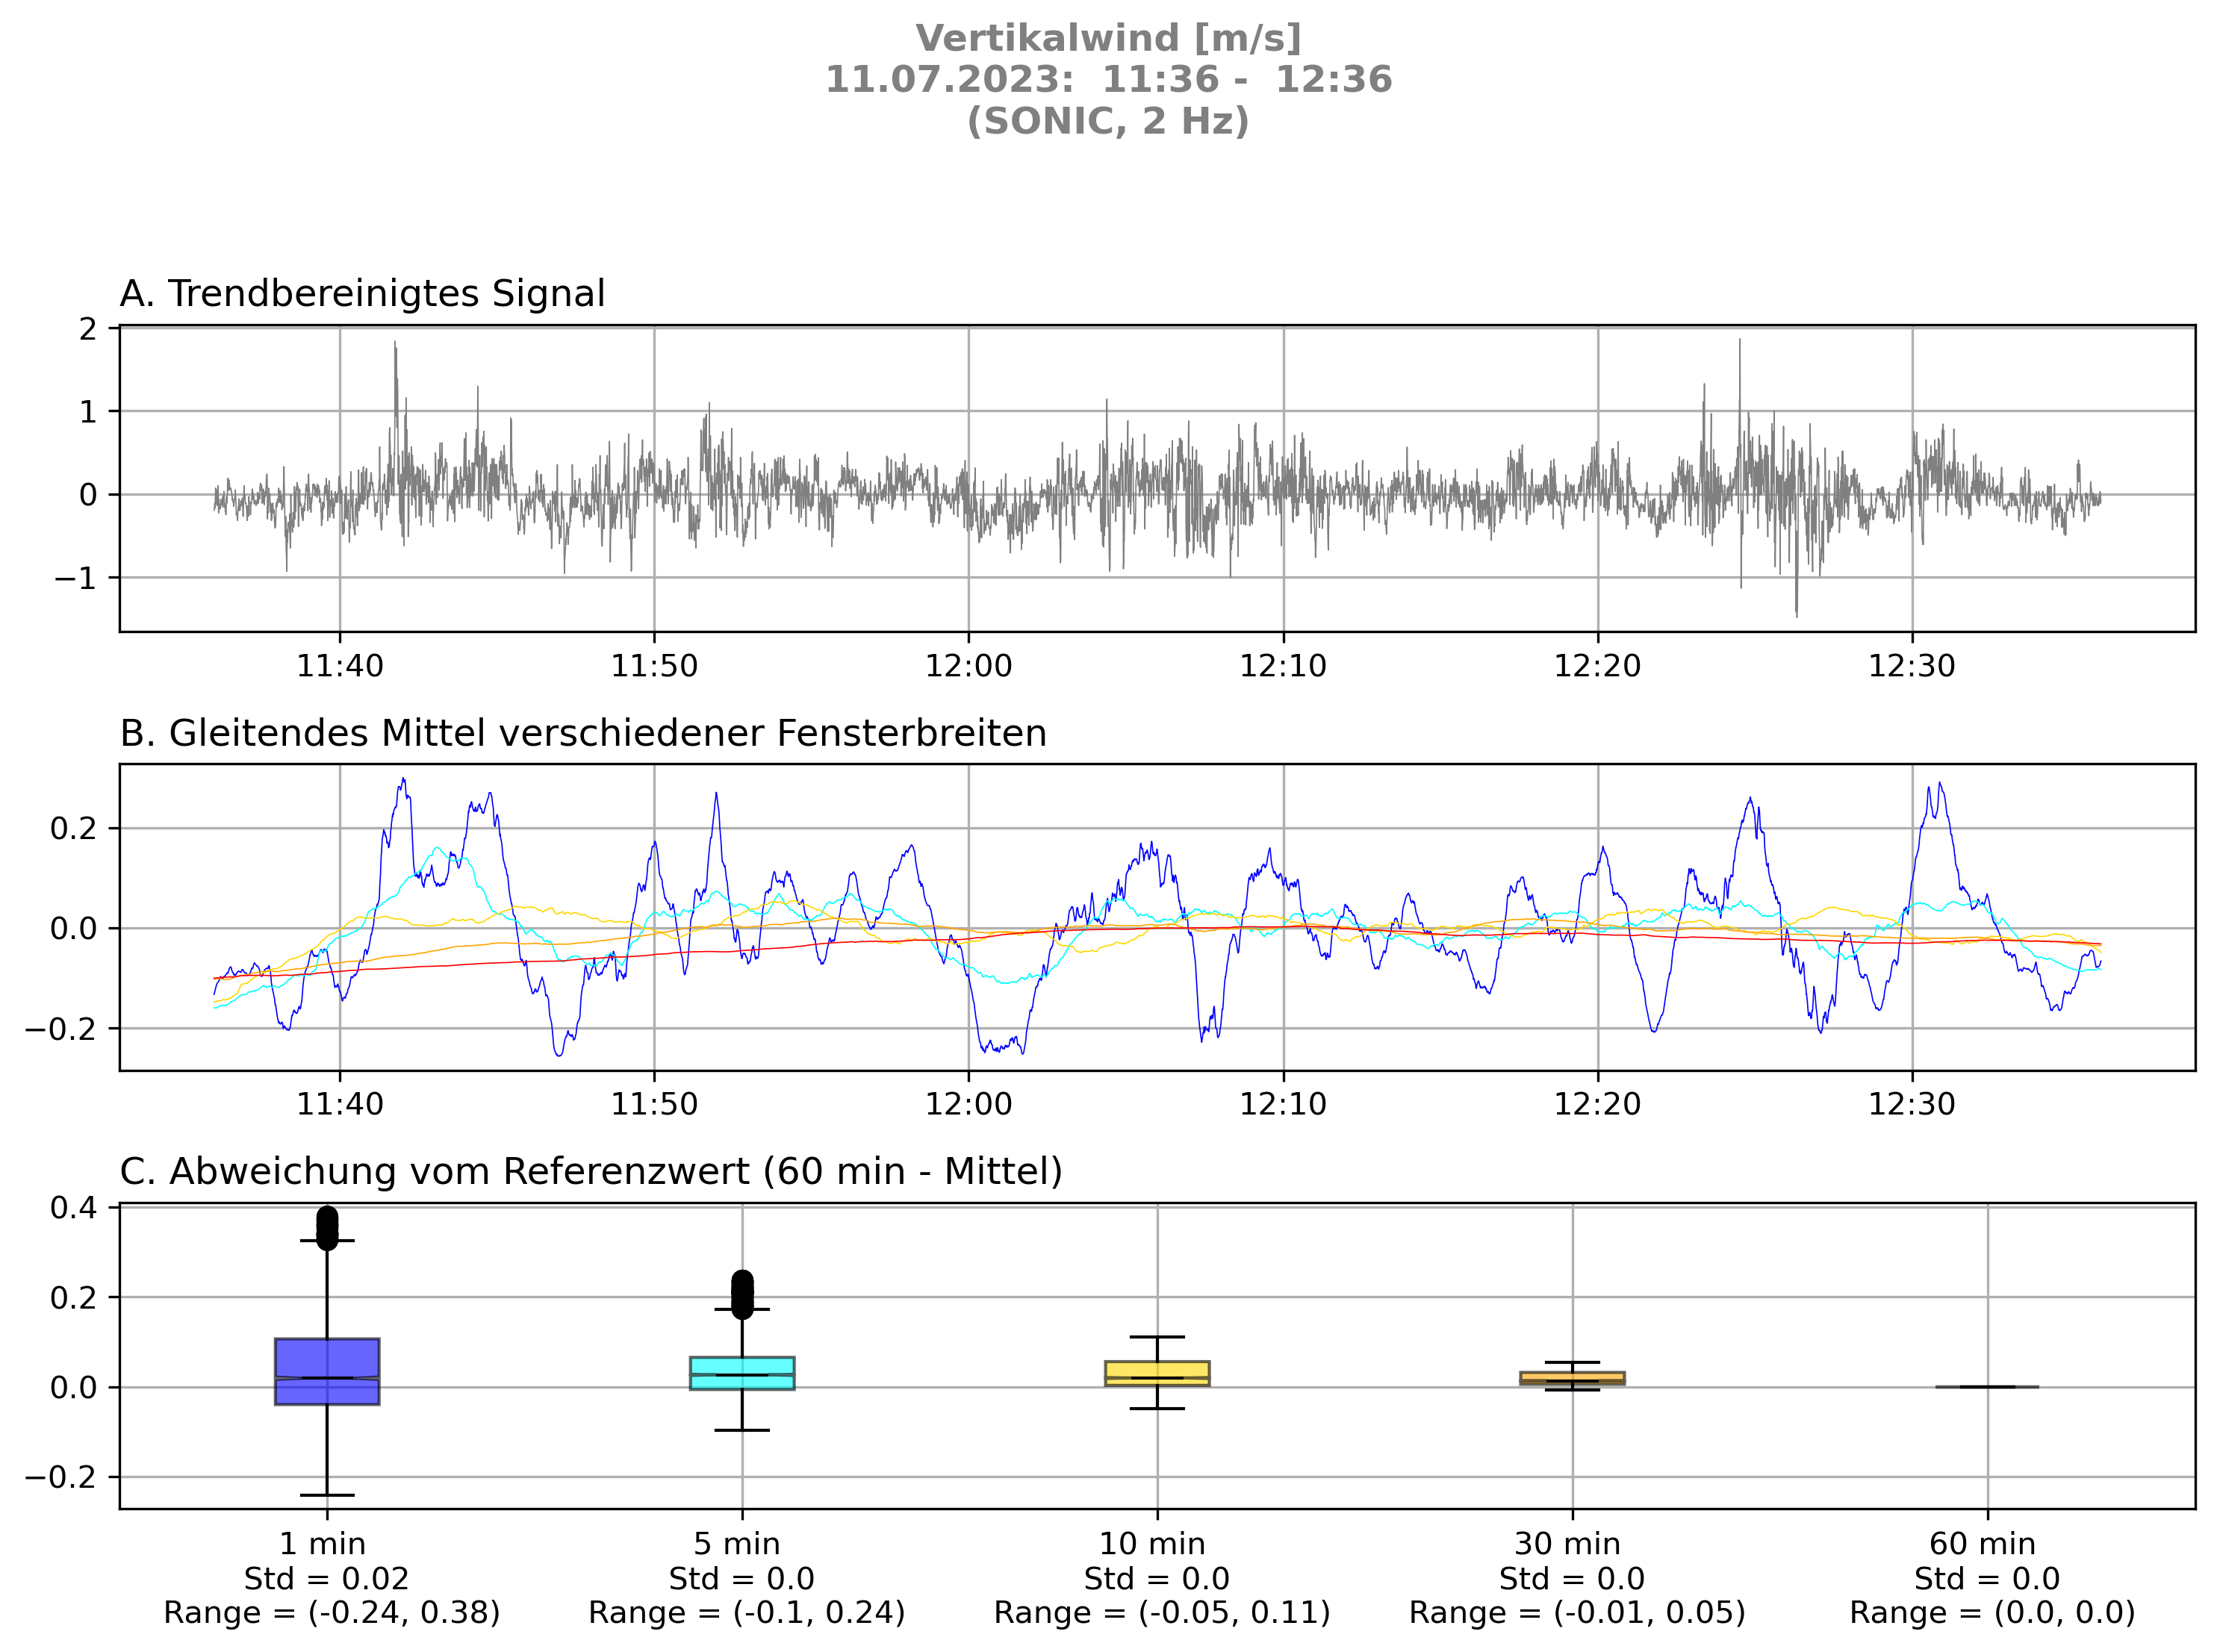 Vertikalwind [m/s]
11.07.2023:  11:36 -  12:36
(SONIC, 2 Hz)
A. Trendbereinigtes Signal
2
1
0
−1
11:40 11:50 12:00 12:10 12:20 12:30
B. Gleitendes Mittel verschiedener Fensterbreiten
0.2
0.0
−0.2
11:40 11:50 12:00 12:10 12:20 12:30
C. Abweichung vom Referenzwert (60 min - Mittel)
0.4
0.2
0.0
−0.2
1 min 5 min 10 min 30 min 60 min
Std = 0.02 Std = 0.0 Std = 0.0 Std = 0.0 Std = 0.0
Range = (-0.24, 0.38) Range = (-0.1, 0.24) Range = (-0.05, 0.11) Range = (-0.01, 0.05) Range = (0.0, 0.0)